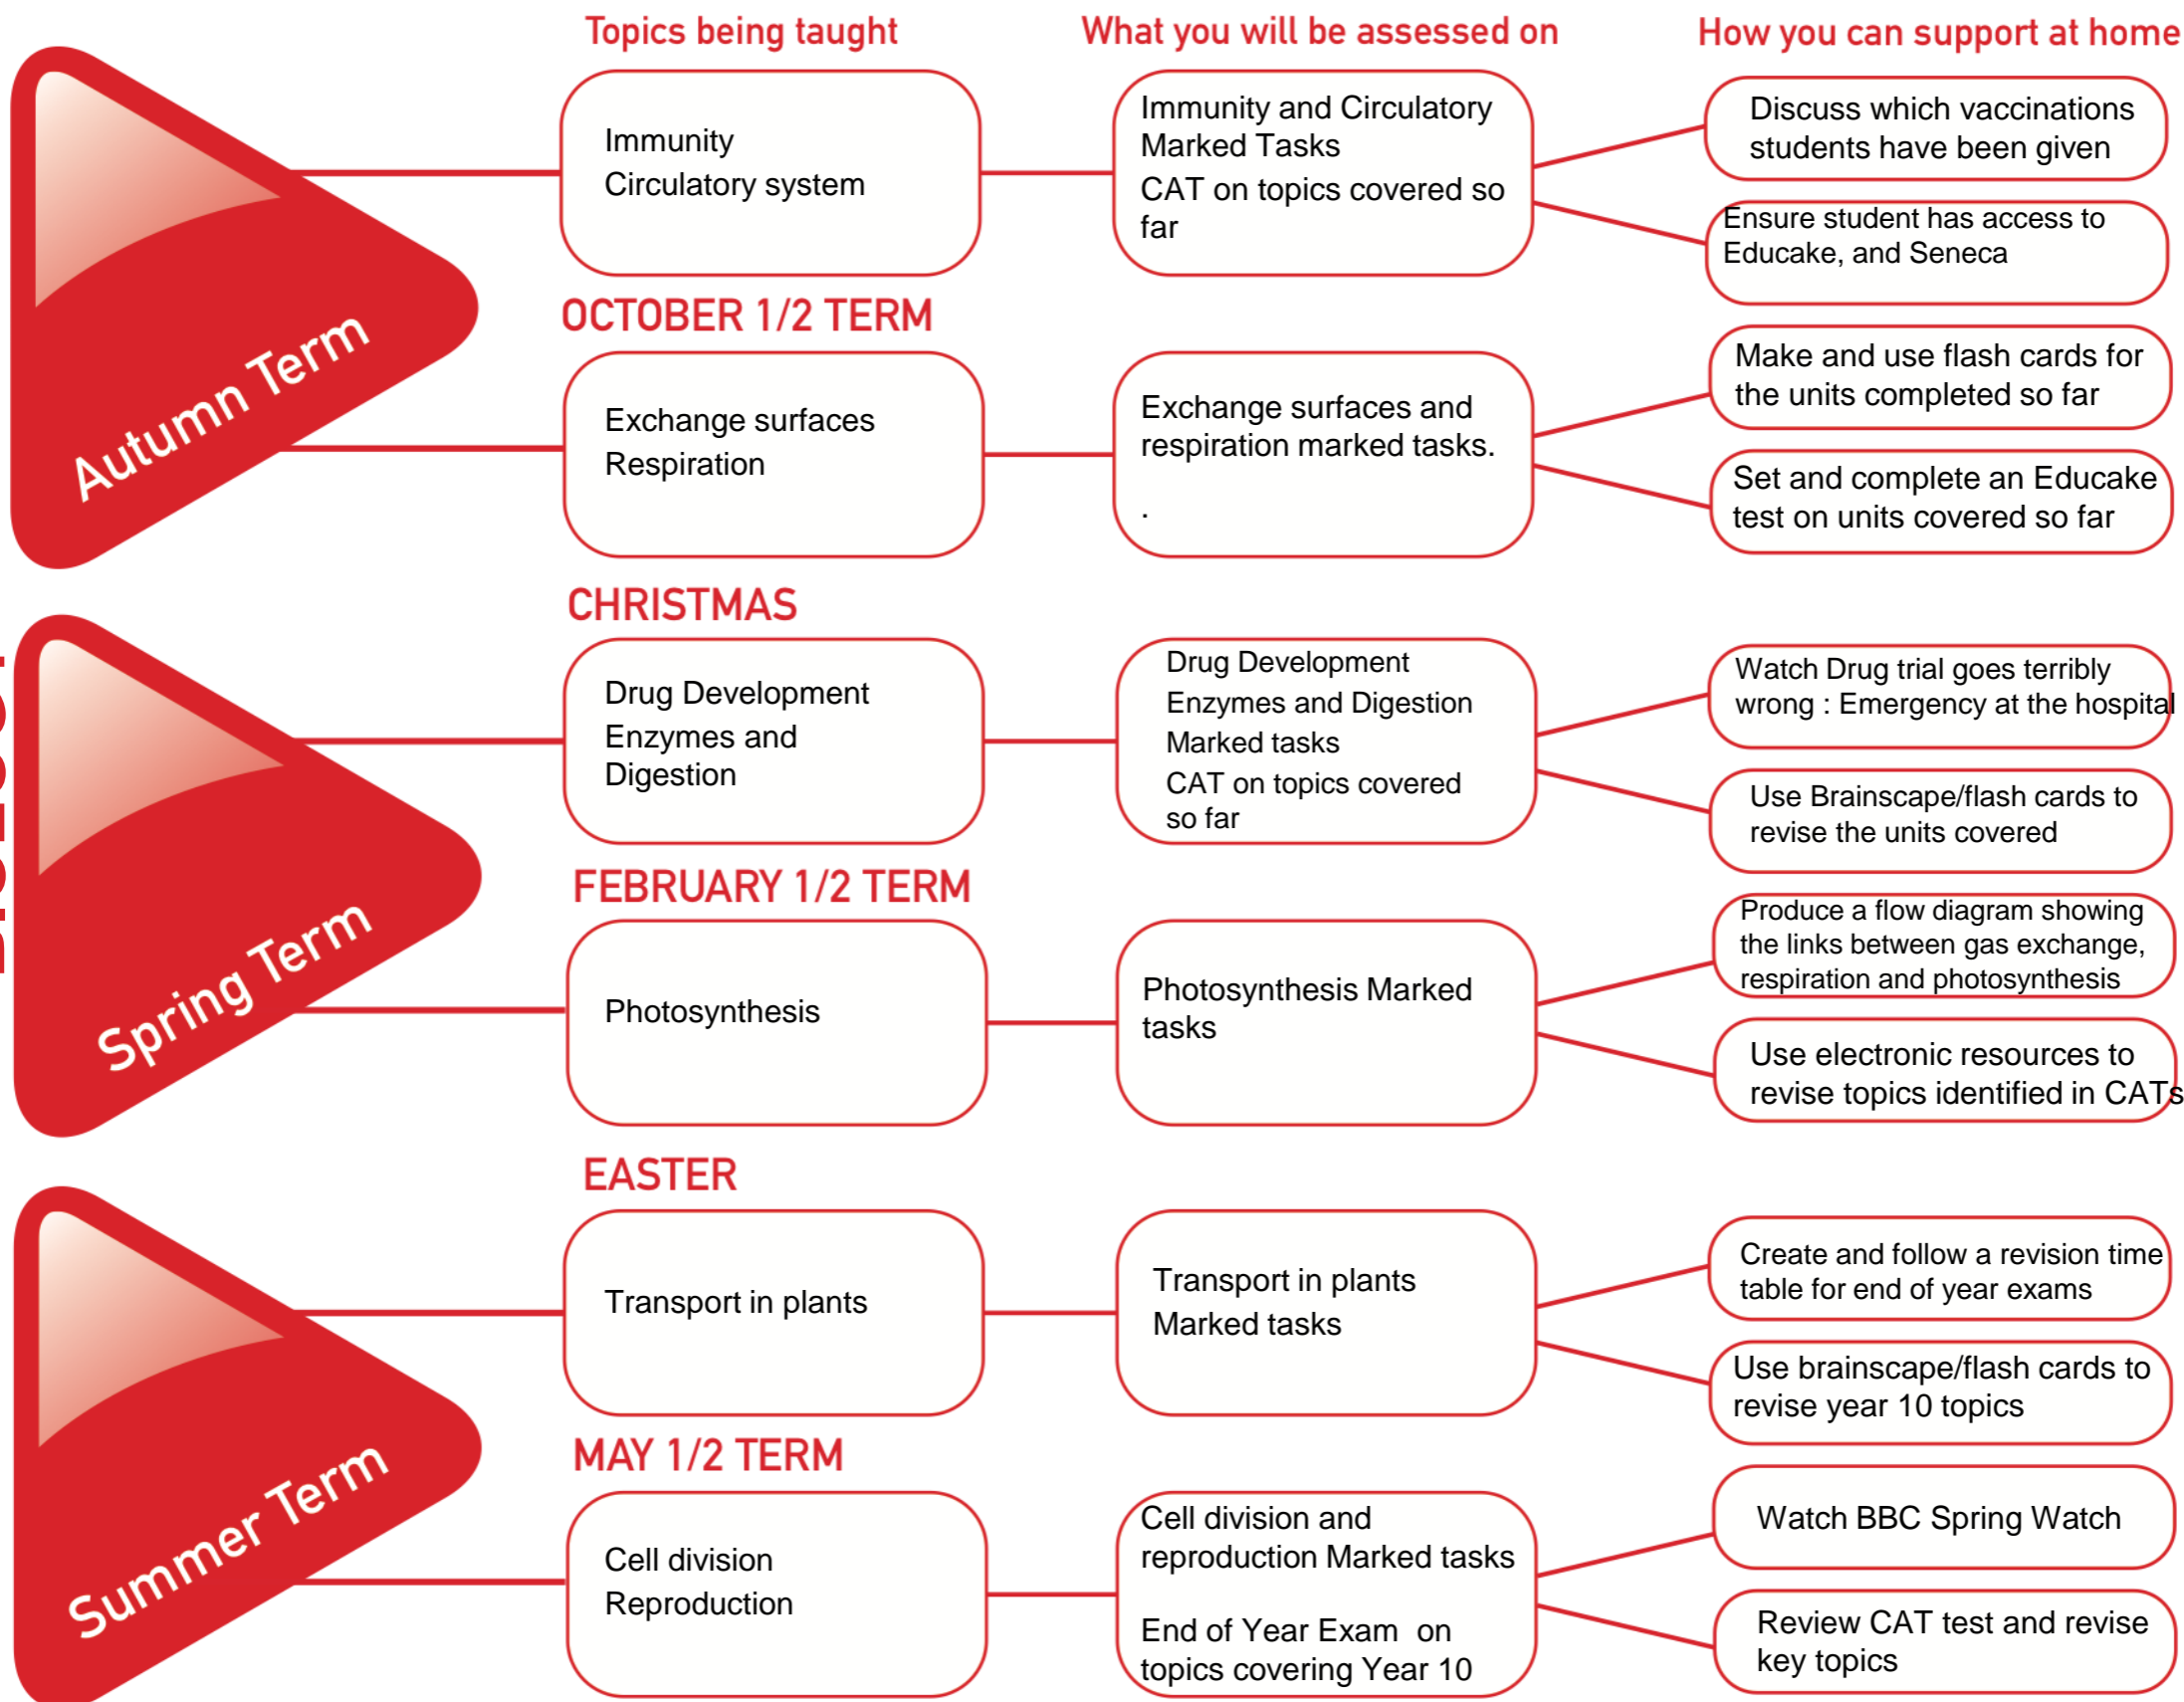 Topics being taught
What you will be assessed on
How you can support at home
Autumn Term
Immunity
Circulatory system
Immunity and Circulatory
Marked Tasks
CAT on topics covered so
far
Discuss which vaccinations
students have been given
Ensure student has access to
Educake, and Seneca
OCTOBER 1/2 TERM
Exchange surfaces
Respiration
Exchange surfaces and
respiration marked tasks.
.
Make and use flash cards for
the units completed so far
Set and complete an Educake
test on units covered so far
CHRISTMAS
Spring Term
Drug Development
Enzymes and
Digestion
Drug Development
Enzymes and Digestion
Marked tasks
CAT on topics covered
so far
Watch Drug trial goes terribly
wrong : Emergency at the hospital
Use Brainscape/flash cards to
revise the units covered
FEBRUARY 1/2 TERM
Photosynthesis
Photosynthesis Marked
tasks
Produce a flow diagram showing
the links between gas exchange,
respiration and photosynthesis
Use electronic resources to
revise topics identified in CATs
EASTER
Summer Term
Transport in plants
Transport in plants
Marked tasks
Create and follow a revision time
table for end of year exams
Use brainscape/flash cards to
revise year 10 topics
MAY 1/2 TERM
Cell division
Reproduction
Cell division and
reproduction Marked tasks
End of Year Exam  on
topics covering Year 10
Watch BBC Spring Watch
Review CAT test and revise
key topics